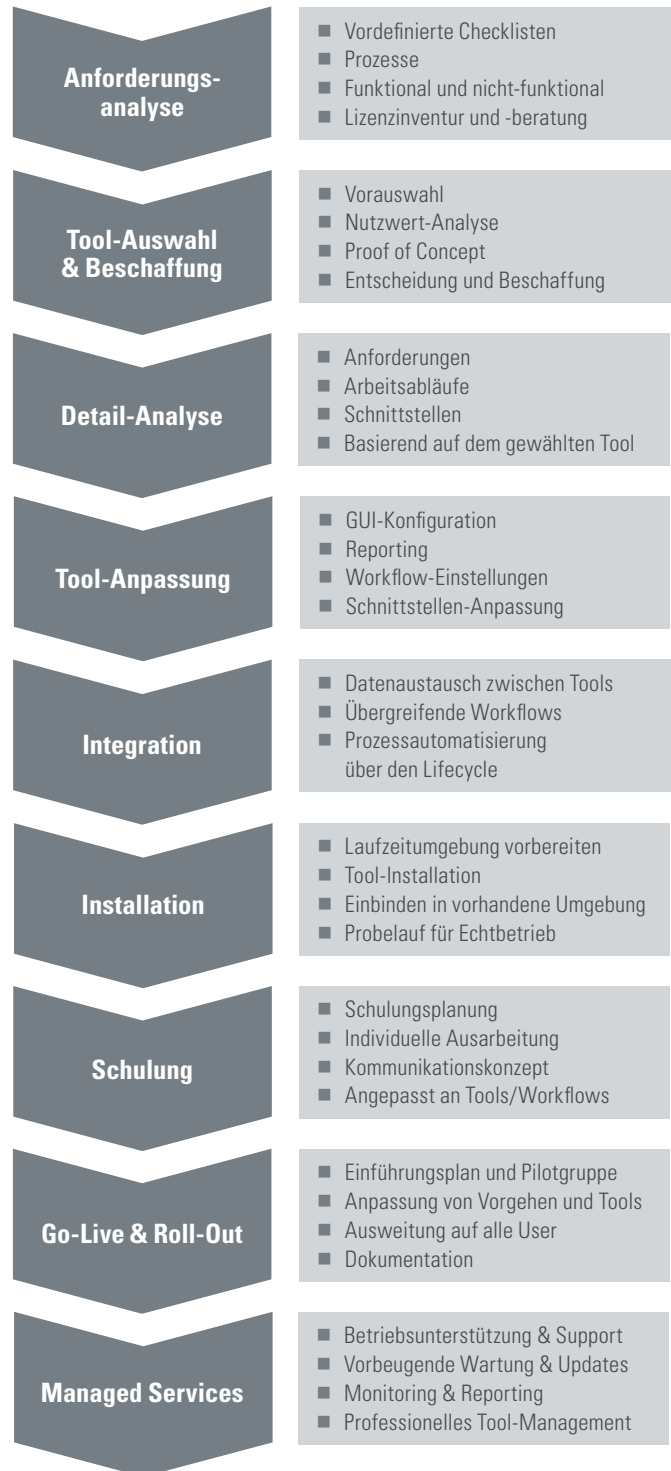 Anforderungs-
analyse
■ Vordefinierte Checklisten
■ Prozesse
■ Funktional und nicht-funktional
■ Lizenzinventur und -beratung
Tool-Auswahl
& Beschaffung
■ Vorauswahl
■ Nutzwert-Analyse
■ Proof of Concept
■ Entscheidung und Beschaffung
Detail-Analyse
■ Anforderungen
■ Arbeitsabläufe
■ Schnittstellen
■ Basierend auf dem gewählten Tool
Tool-Anpassung
■ GUI-Konfiguration
■ Reporting
■ Workflow-Einstellungen
■ Schnittstellen-Anpassung
Integration
■ Datenaustausch zwischen Tools
■ Übergreifende Workflows
■ Prozessautomatisierung
über den Lifecycle
Installation
■ Laufzeitumgebung vorbereiten
■ Tool-Installation
■ Einbinden in vorhandene Umgebung
■ Probelauf für Echtbetrieb
Schulung
■ Schulungsplanung
■ Individuelle Ausarbeitung
■ Kommunikationskonzept
■ Angepasst an Tools/Workflows
Go-Live & Roll-Out
■ Einführungsplan und Pilotgruppe
■ Anpassung von Vorgehen und Tools
■ Ausweitung auf alle User
■ Dokumentation
Managed Services
■ Betriebsunterstützung & Support
■ Vorbeugende Wartung & Updates
■ Monitoring & Reporting
■ Professionelles Tool-Management